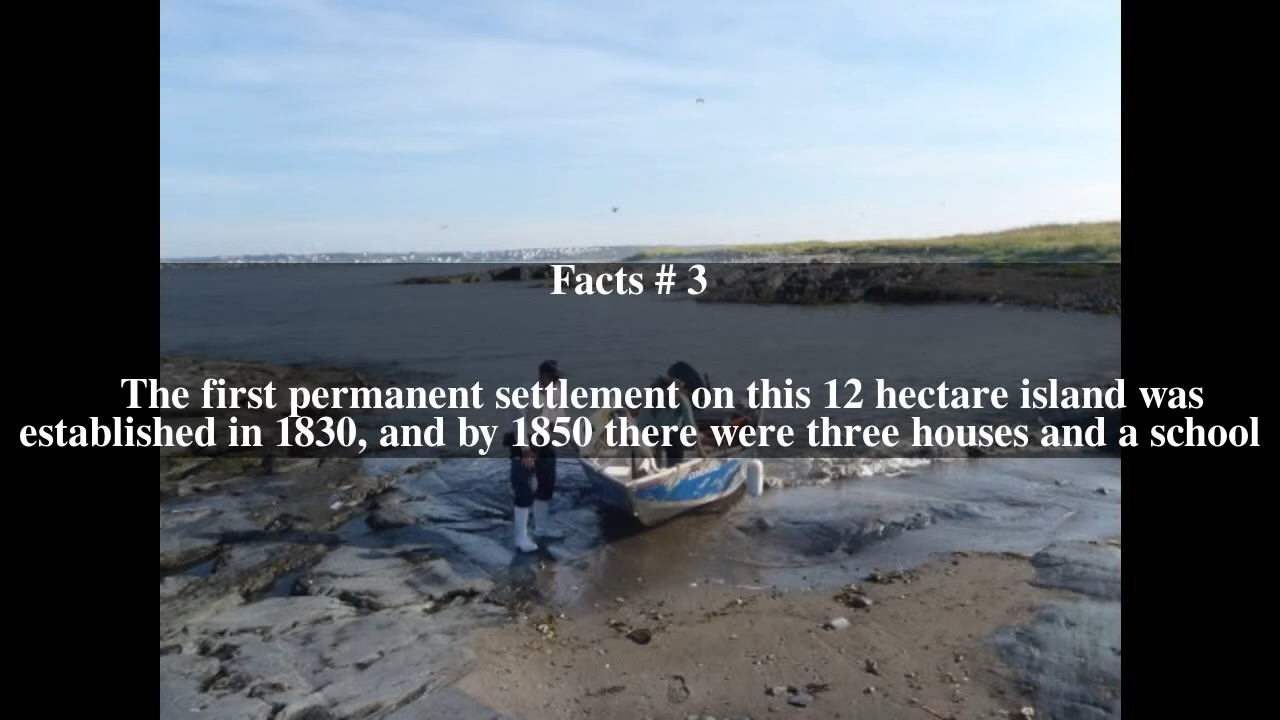 Facts # 3
The first permanent settlement on this 12 hectare island was
established in 1830, and by 1850 there were three houses and a school